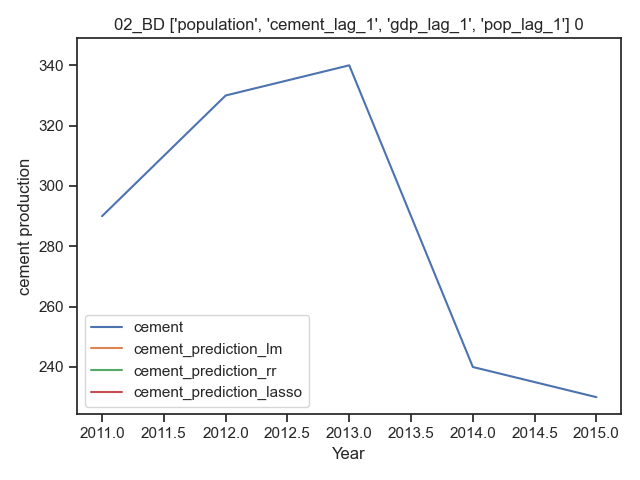 02_BD ['population', 'cement_lag_1', 'gdp_lag_1', 'pop_lag_1'] 0
340
320
300
280
260
240
cement production
cement
cement_prediction_lm
cement_prediction_rr
cement_prediction_lasso
2011.0 2011.5 2012.0 2012.5 2013.0 2013.5 2014.0 2014.5 2015.0
Year